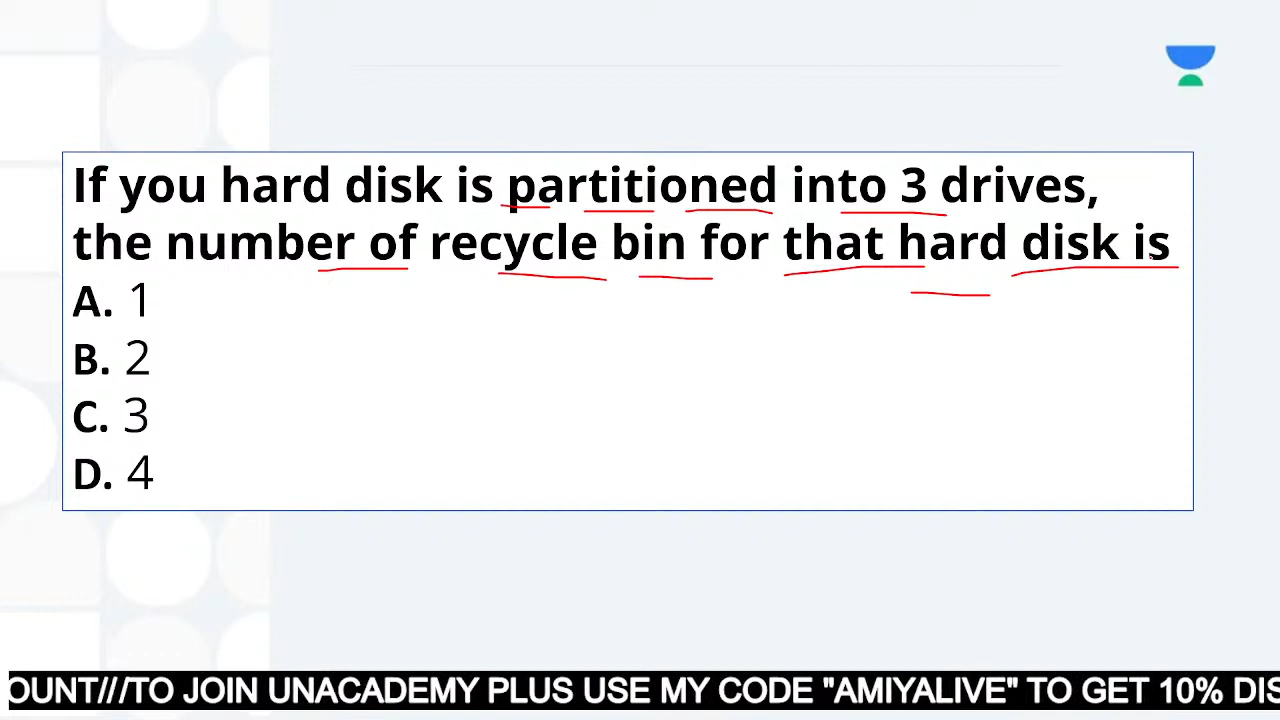 If you hard disk is partitioned into 3 drives,
the number of recycle bin for that hard disk is
A. 1
B. 2
C. 3
D. 4
OUNT///TO JOIN UNACADEMY PLUS USE MY CODE "AMIYALIVE" TO GET 10% DIS